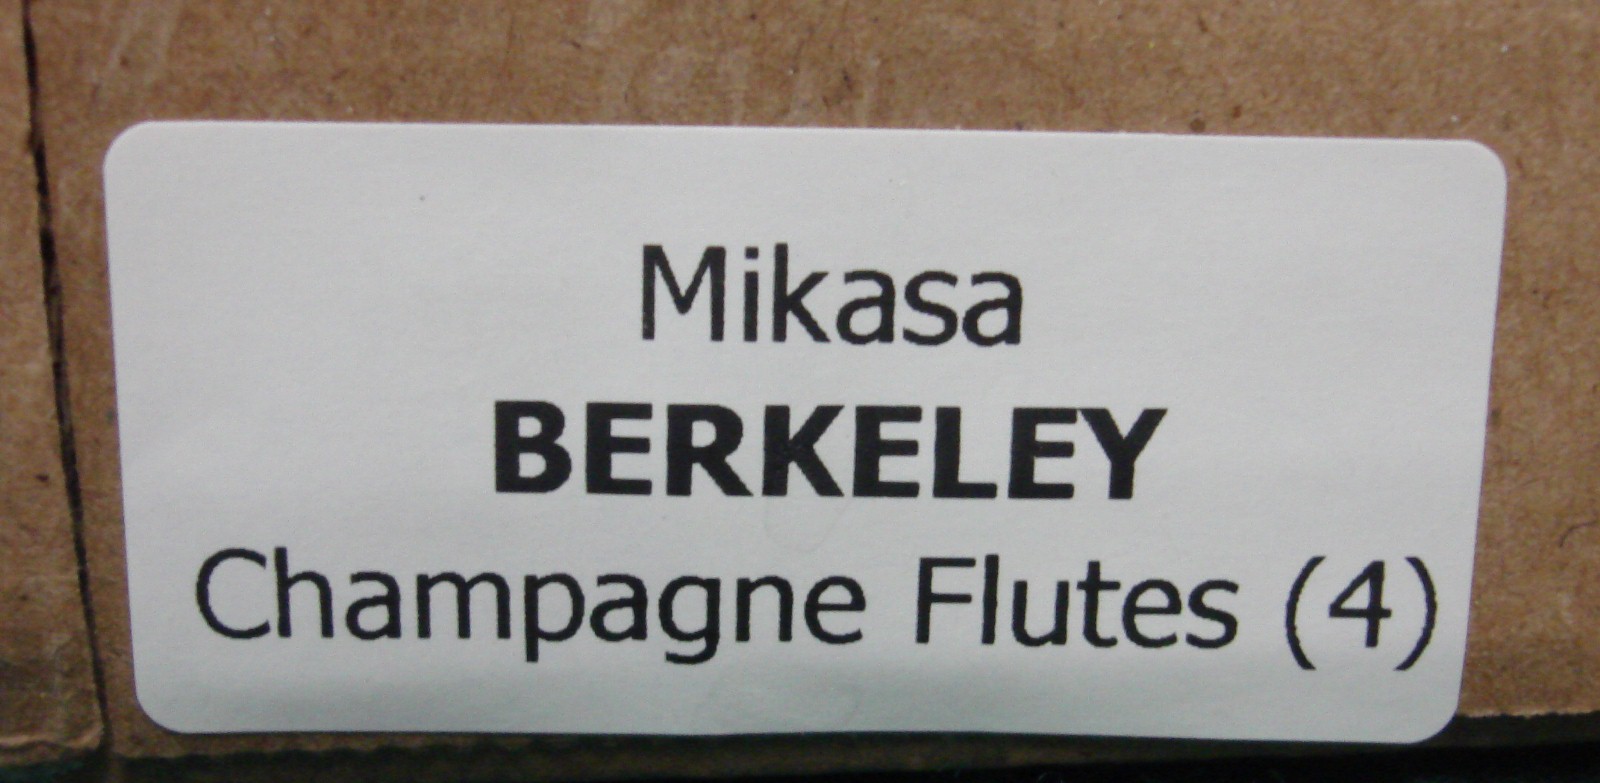 Mikasa
BERKELEY
Champagne Flutes (4)